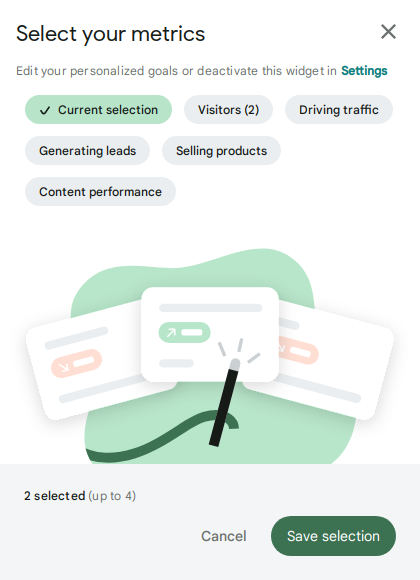 Select your metrics
Edit your personalized goals or deactivate this widget in Settings
Current selection
Visitors (2)
Driving traffic
Generating leads
Selling products
Content performance
2 selected (up to 4)
Cancel
Save selection